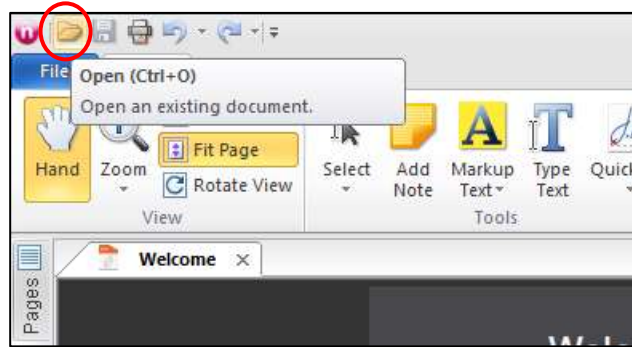 File
Open (Ctrl+O)
Open an existing document.
Fit Page
Hand
Zoom
Rotate View
Select
Add
Note
Markup
Text
Type
Text
View
Tools
Welcome
Pages